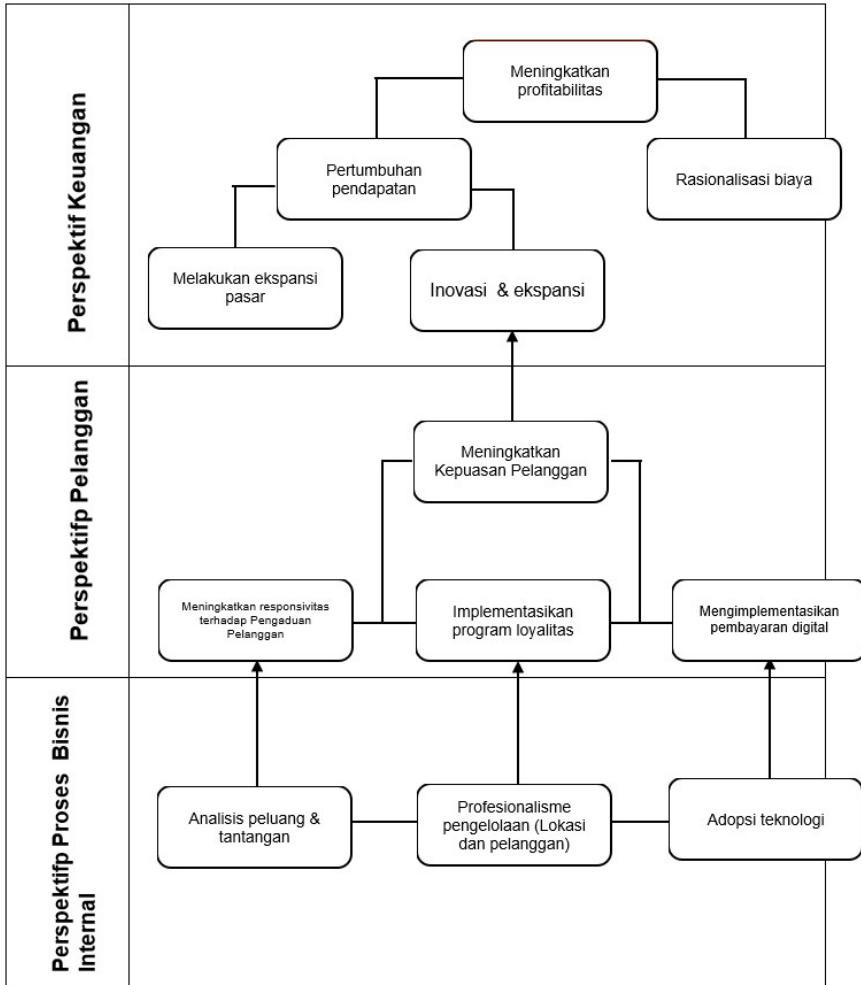 Perspektif Keuangan
Meningkatkan
profitabilitas
Pertumbuhan
pendapatan
Rasionalisasi biaya
Melakukan ekspansi
pasar
Inovasi & ekspansi
Perspektifp Pelanggan
Meningkatkan
Kepuasan Pelanggan
Meningkatkan responsivitas
terhadap Pengaduan
Pelanggan
Implementasikan
program loyalitas
Mengimplementasikan
pembayaran digital
Perspektifp Proses Bisnis
Internal
Analisis peluang &
tantangan
Profesionalisme
pengelolaan (Lokasi
dan pelanggan)
Adopsi teknologi